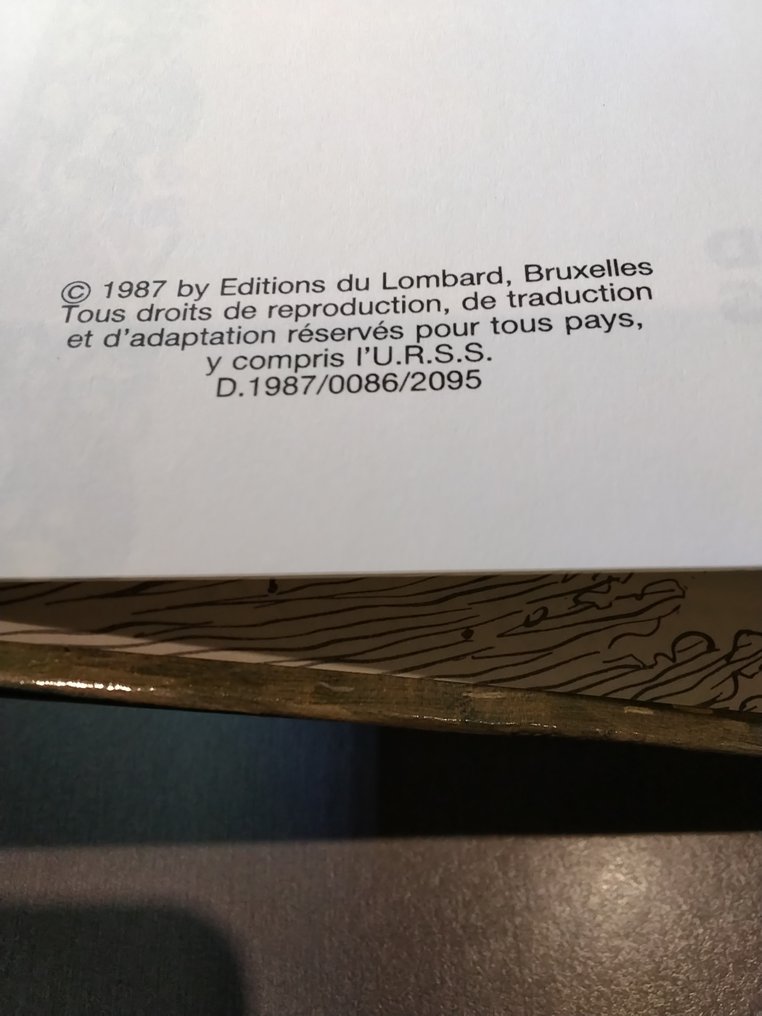 © 1987 by Editions du Lombard, Bruxelles
Tous droits de reproduction, de traduction
et d'adaptation réservés pour tous pays,
y compris l'U.R.S.S.
D.1987/0086/2095